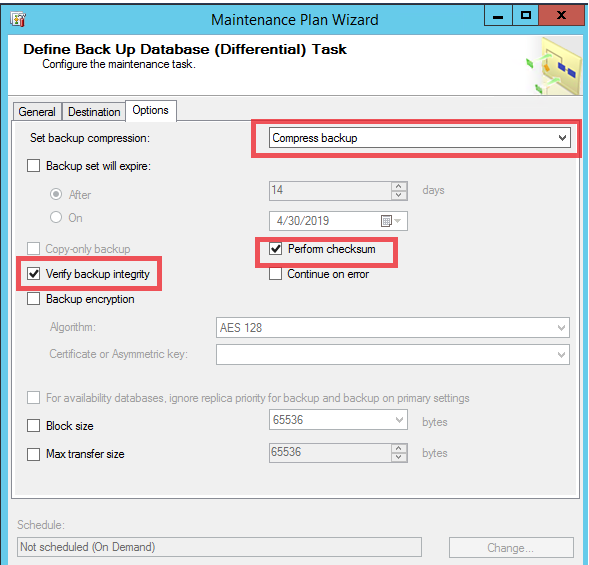 Maintenance Plan Wizard
Define Back Up Database (Differential) Task
Configure the maintenance task.
General Destination Options
Set backup compression: Compress backup
Backup set will expire:
After 14 days
On 4/30/2019
Copy-only backup Perform checksum
Verify backup integrity Continue on error
Backup encryption
Algorithm: AES 128
Certificate or Asymmetric key:
For availability databases, ignore replica priority for backup and backup on primary settings
Block size 65536 bytes
Max transfer size 65536 bytes
Schedule:
Not scheduled (On Demand) Change...